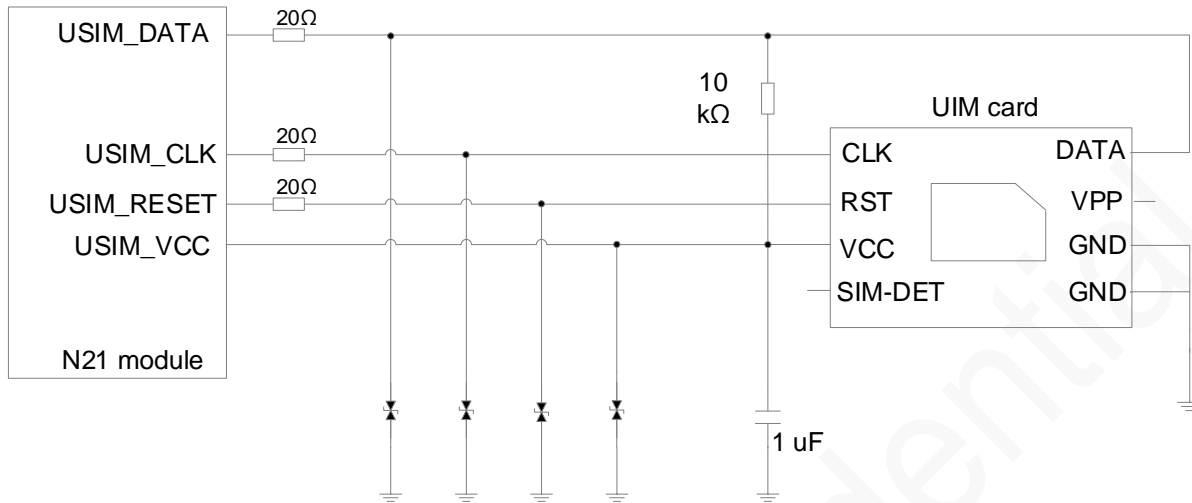 USIM_DATA
20Ω
10
kΩ
UIM card
USIM_CLK
20Ω
CLK
DATA
USIM_RESET
20Ω
RST
VPP
USIM_VCC
VCC
GND
SIM-DET
GND
N21 module
1 uF
dential